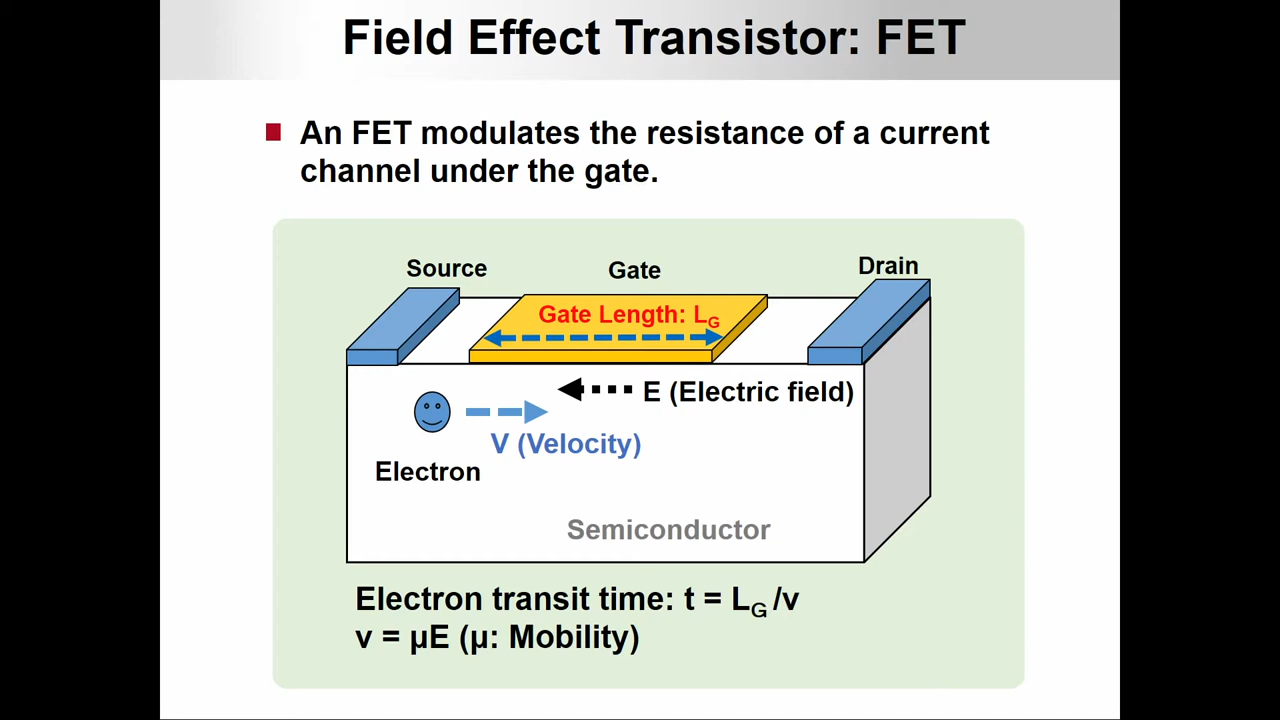 Field Effect Transistor: FET
An FET modulates the resistance of a current
channel under the gate.
Source
Gate
Drain
Gate Length: LG
E (Electric field)
V (Velocity)
Electron
Semiconductor
Electron transit time: t = LG /v
v = μE (μ: Mobility)